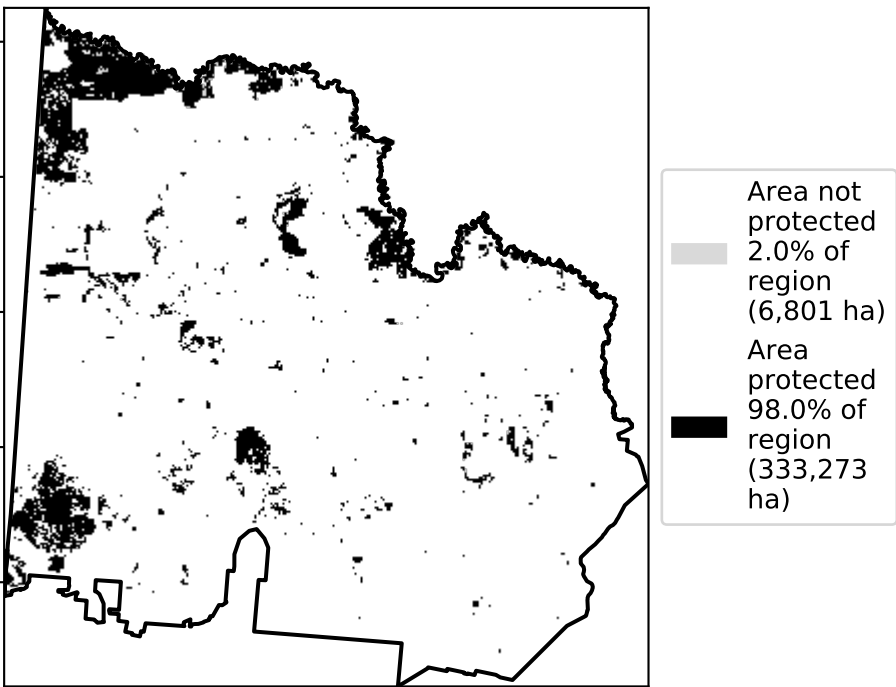 Area not
protected
2.0% of
region
(6,801 ha)
Area
protected
98.0% of
region
(333,273
ha)